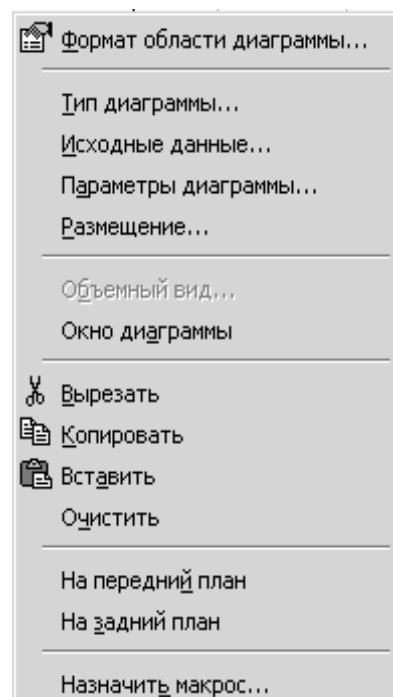 Формат области диаграммы...
Тип диаграммы...
Исходные данные...
Параметры диаграммы...
Размещение...
Объемный вид...
Окно диаграммы
Вырезать
Копировать
Вставить
Очистить
На передний план
На задний план
Назначить макрос...